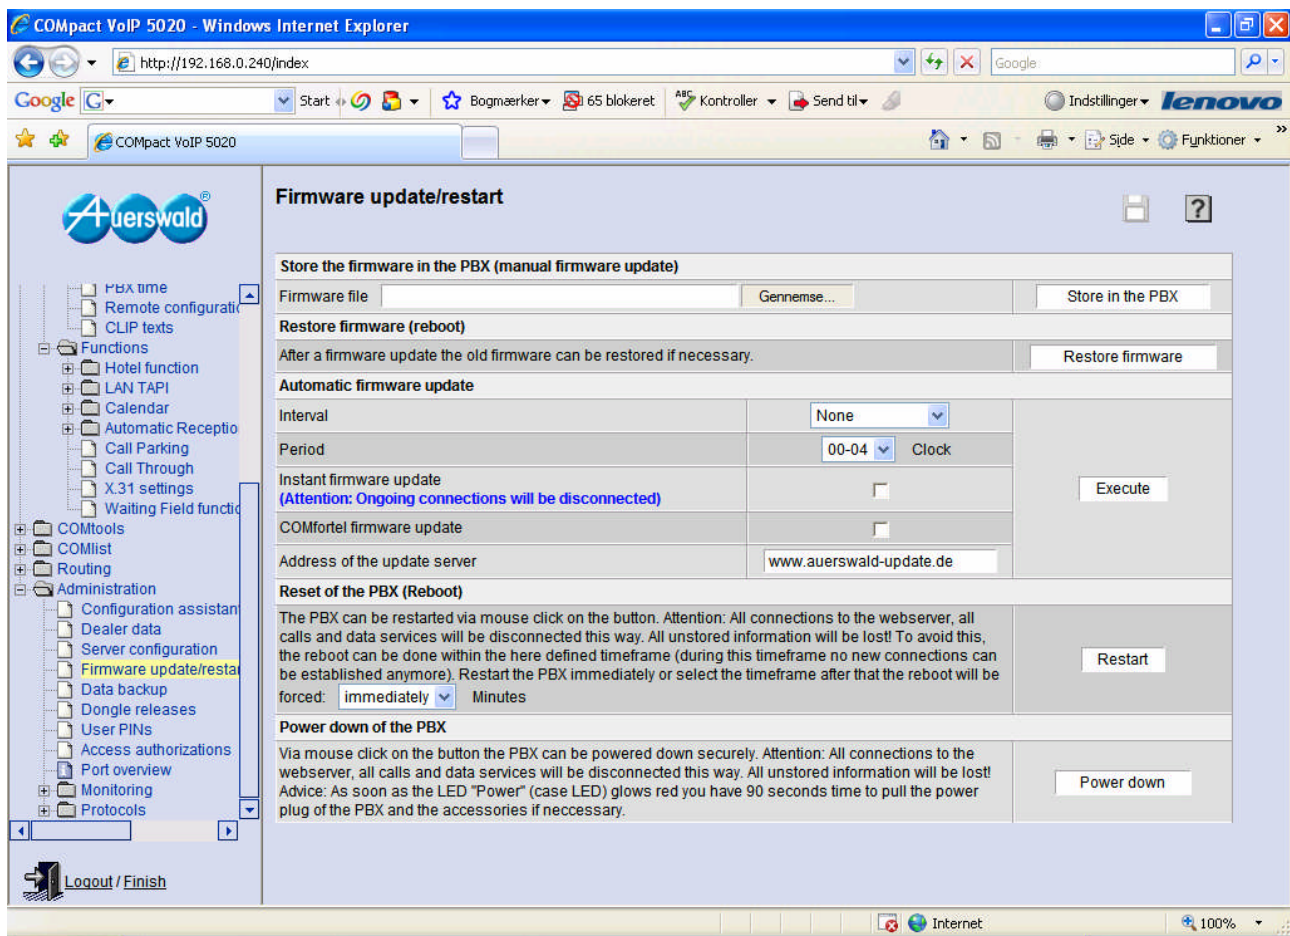 COMpact VoIP 5020 - Windows Internet Explorer
http://192.168.0.240/index
Google
Google
Start
Bogmærker
65 blokeret
Kontroller
Send til
Indstillinger
lenovo
COMpact VoIP 5020
Side
Funktioner
»
Auerswald®
PBX time
Remote configuratic
CLIP texts
Functions
Hotel function
LAN TAPI
Calendar
Automatic Receptio
Call Parking
Call Through
X.31 settings
Waiting Field functic
COMtools
COMlist
Routing
Administration
Configuration assistan
Dealer data
Server configuration
Firmware update/restar
Data backup
Dongle releases
User PINs
Access authorizations
Port overview
Monitoring
Protocols
Logout / Finish
Firmware update/restart
?
Store the firmware in the PBX (manual firmware update)
Firmware file
Gennemse...
Store in the PBX
Restore firmware (reboot)
After a firmware update the old firmware can be restored if necessary.
Restore firmware
Automatic firmware update
Interval
None
Period
00-04
Clock
Instant firmware update
(Attention: Ongoing connections will be disconnected)
COMfortel firmware update
Address of the update server
www.auerswald-update.de
Execute
Reset of the PBX (Reboot)
The PBX can be restarted via mouse click on the button. Attention: All connections to the webserver, all
calls and data services will be disconnected this way. All unstored information will be lost! To avoid this,
the reboot can be done within the here defined timeframe (during this timeframe no new connections can
be established anymore). Restart the PBX immediately or select the timeframe after that the reboot will be
forced: immediately Minutes
Restart
Power down of the PBX
Via mouse click on the button the PBX can be powered down securely. Attention: All connections to the
webserver, all calls and data services will be disconnected this way. All unstored information will be lost!
Advice: As soon as the LED "Power" (case LED) glows red you have 90 seconds time to pull the power
plug of the PBX and the accessories if neccessary.
Power down
Internet
100%